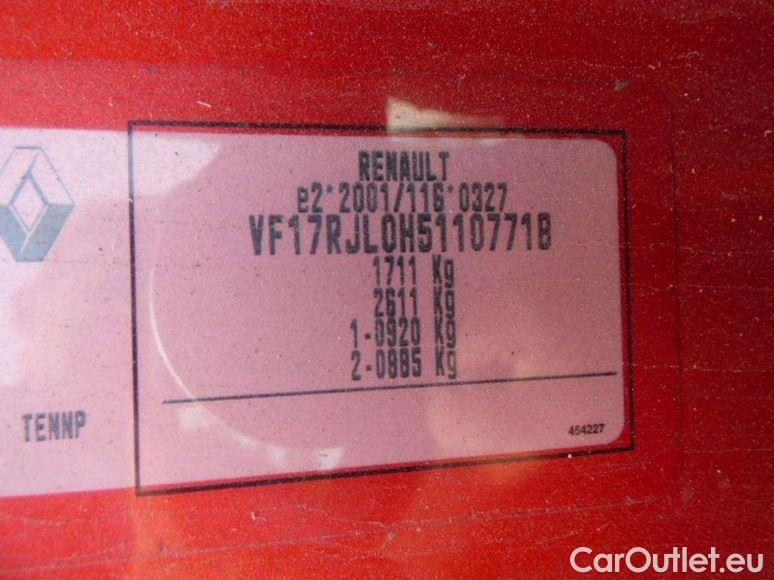 RENAULT
e2*2001/116*0327
VF17RJL0H51107718
1711 Kg
2611 Kg
1-0920 Kg
2-0885 Kg
TENNP
454227
CarOutlet.eu